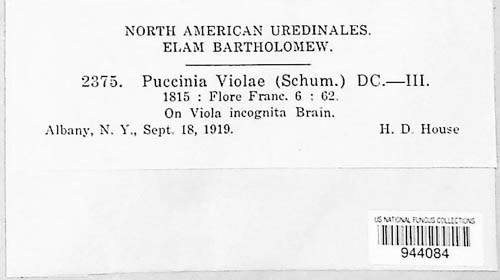 NORTH AMERICAN UREDINALES.
ELAM BARTHOLOMEW.
2375. Puccinia Violae (Schum.) DC.—III.
1815 : Flore Franc. 6 : 62.
On Viola incognita Brain.
Albany, N. Y., Sept. 18, 1919. H. D. House
US NATIONAL FUNGUS COLLECTIONS
944084